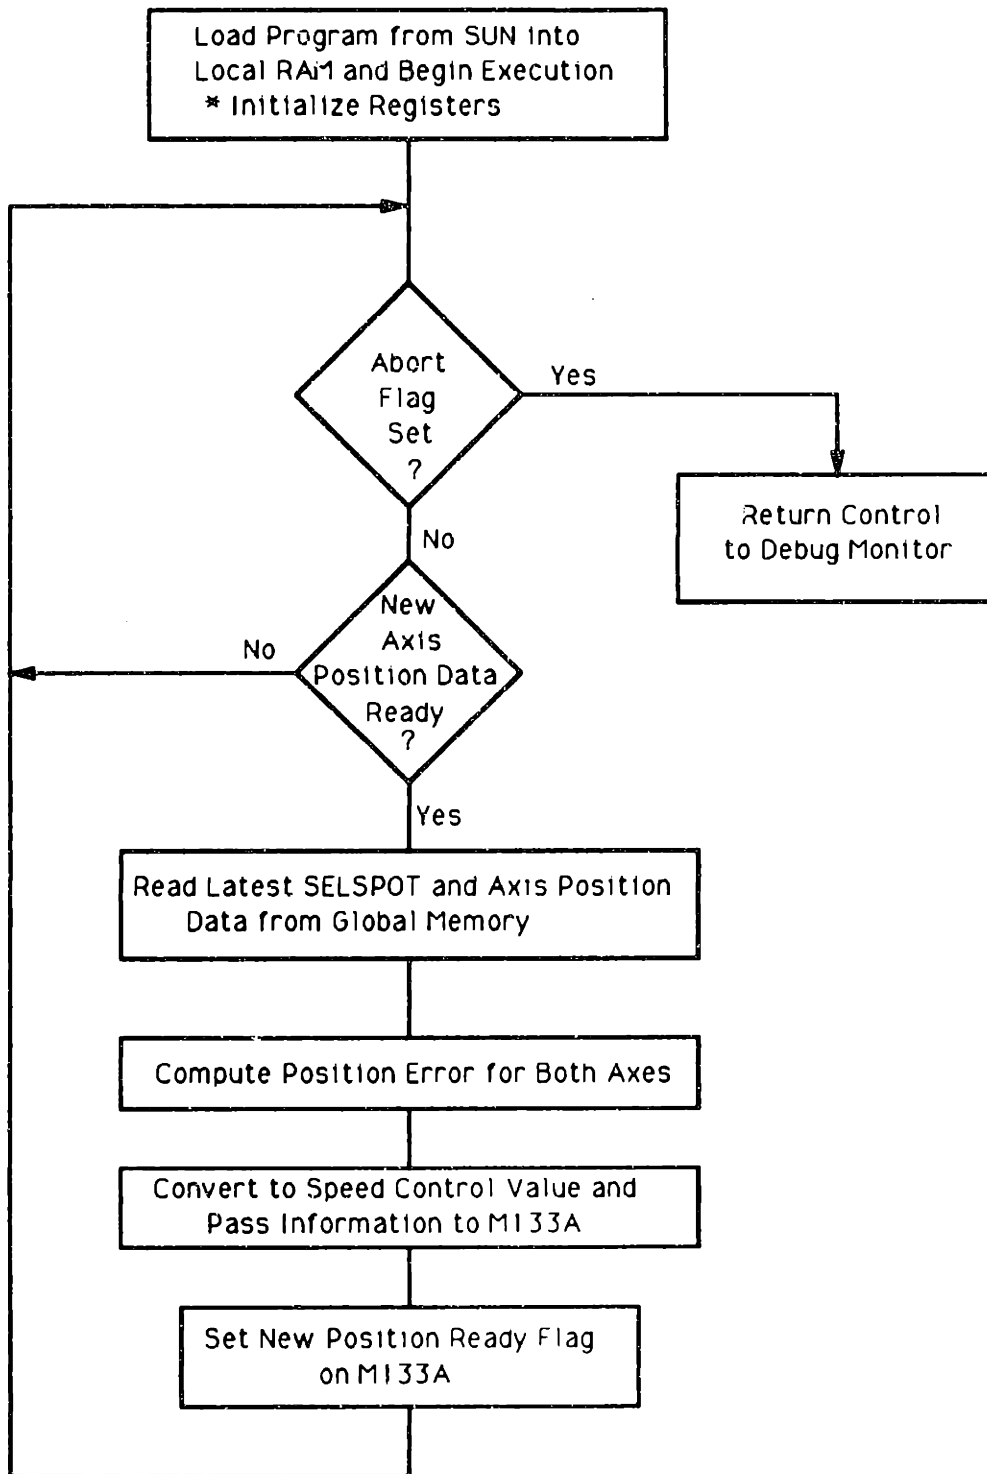 Load Program from SUN into
Local RAM and Begin Execution
* Initialize Registers
Abort
Flag
Set
?
Yes
Return Control
to Debug Monitor
No
New
Axis
Position Data
Ready
?
No
Yes
Read Latest SELSPOT and Axis Position
Data from Global Memory
Compute Position Error for Both Axes
Convert to Speed Control Value and
Pass Information to M133A
Set New Position Ready Flag
on M133A